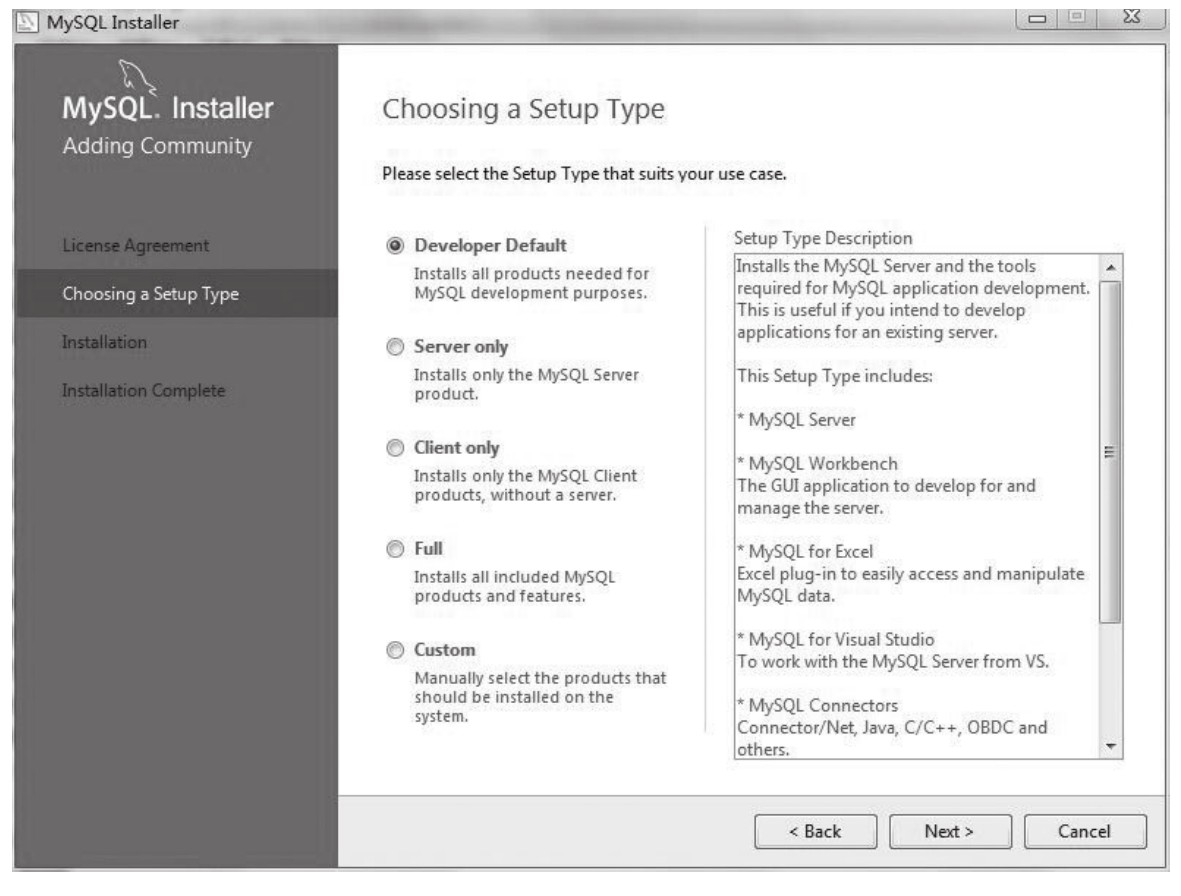 MySQL Installer
MySQL. Installer
Adding Community
License Agreement
Choosing a Setup Type
Installation
Installation Complete
Choosing a Setup Type
Please select the Setup Type that suits your use case.
Developer Default
Installs all products needed for
MySQL development purposes.
Server only
Installs only the MySQL Server
product.
Client only
Installs only the MySQL Client
products, without a server.
Full
Installs all included MySQL
products and features.
Custom
Manually select the products that
should be installed on the
system.
Setup Type Description
Installs the MySQL Server and the tools
required for MySQL application development.
This is useful if you intend to develop
applications for an existing server.
This Setup Type includes:
* MySQL Server
* MySQL Workbench
The GUI application to develop for and
manage the server.
* MySQL for Excel
Excel plug-in to easily access and manipulate
MySQL data.
* MySQL for Visual Studio
To work with the MySQL Server from VS.
* MySQL Connectors
Connector/Net, Java, C/C++, OBDC and
others.
< Back
Next >
Cancel